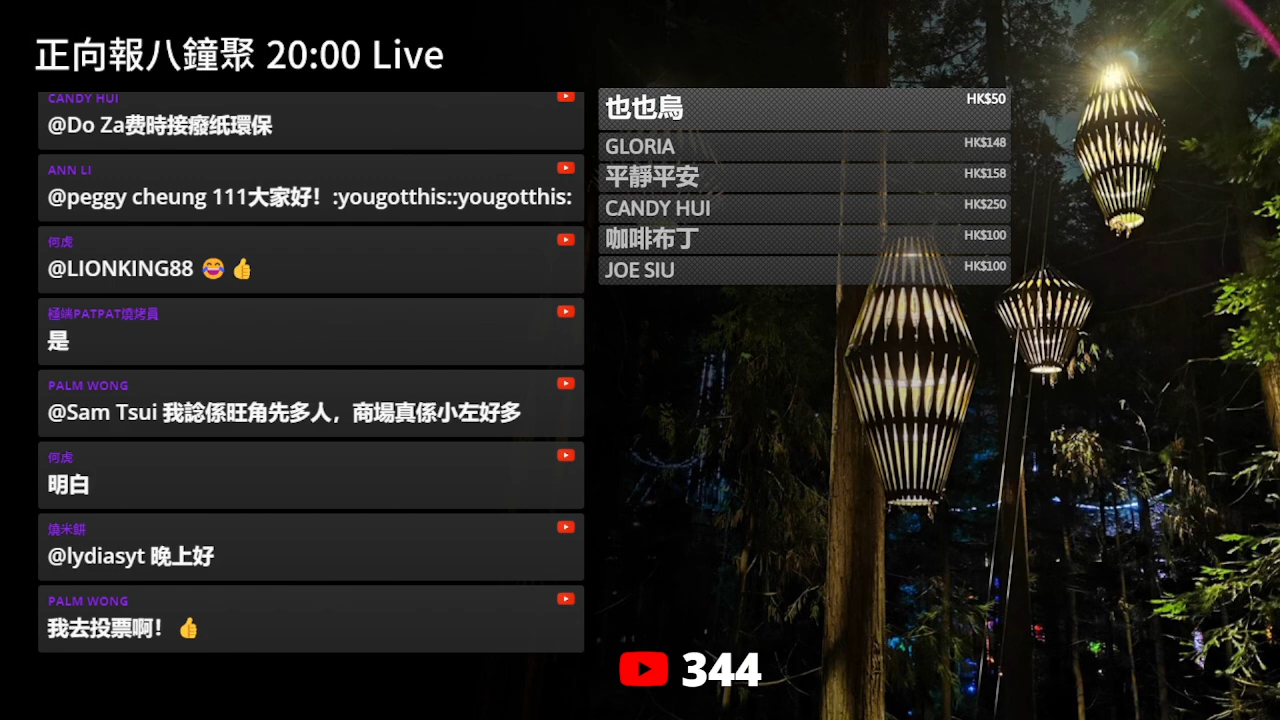 正向報八鐘聚 20:00 Live
CANDY HUI
@Do Za费時接癈纸環保
ANN LI
@peggy cheung 111大家好！:yougotthis::yougotthis:
何虎
@LIONKING88 😂 👍
極端PATPAT燒烤員
是
PALM WONG
@Sam Tsui 我諗係旺角先多人，商場真係小左好多
何虎
明白
燒米餅
@lydiasyt 晚上好
PALM WONG
我去投票啊！ 👍
也也烏 HK$50
GLORIA HK$148
平靜平安 HK$158
CANDY HUI HK$250
咖啡布丁 HK$100
JOE SIU HK$100
344